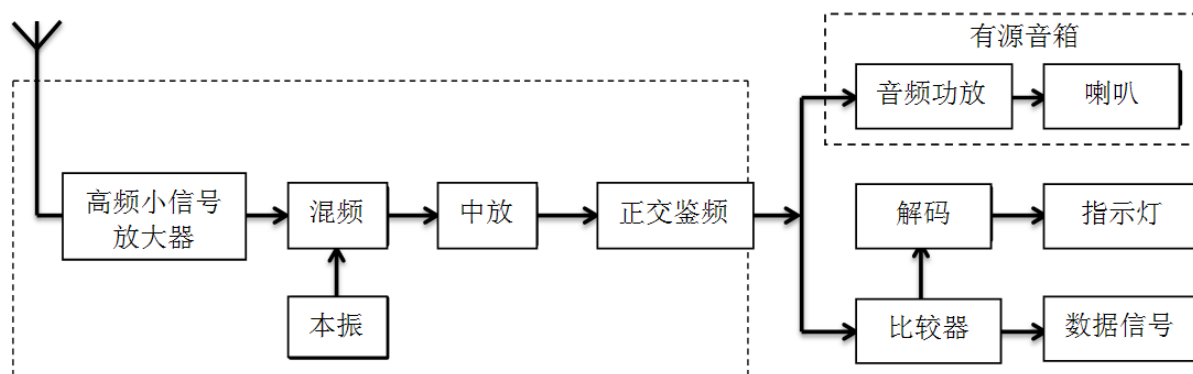 有源音箱
音频功放
喇叭
高频小信号
放大器
混频
中放
正交鉴频
解码
指示灯
本振
比较器
数据信号